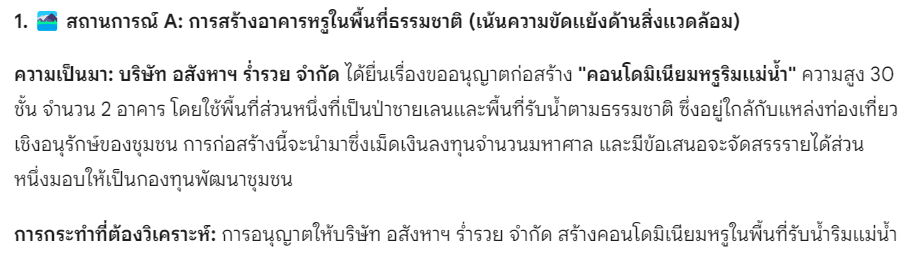 1. 🏞️ สถานการณ์ A: การสร้างอาคารหรูในพื้นที่ธรรมชาติ (เน้นความขัดแย้งด้านสิ่งแวดล้อม)
ความเป็นมา: บริษัท อสังหาฯ ร่ำรวย จำกัด ได้ยื่นเรื่องขออนุญาตก่อสร้าง "คอนโดมิเนียมหรูริมแม่น้ำ" ความสูง 30
ชั้น จำนวน 2 อาคาร โดยใช้พื้นที่ส่วนหนึ่งที่เป็นป่าชายเลนและพื้นที่รับน้ำตามธรรมชาติ ซึ่งอยู่ใกล้กับแหล่งท่องเที่ยว
เชิงอนุรักษ์ของชุมชน การก่อสร้างนี้จะนำมาซึ่งเม็ดเงินลงทุนจำนวนมหาศาล และมีข้อเสนอจะจัดสรรรายได้ส่วน
หนึ่งมอบให้เป็นกองทุนพัฒนาชุมชน
การกระทำที่ต้องวิเคราะห์: การอนุญาตให้บริษัท อสังหาฯ ร่ำรวย จำกัด สร้างคอนโดมิเนียมหรูในพื้นที่รับน้ำริมแม่น้ำ